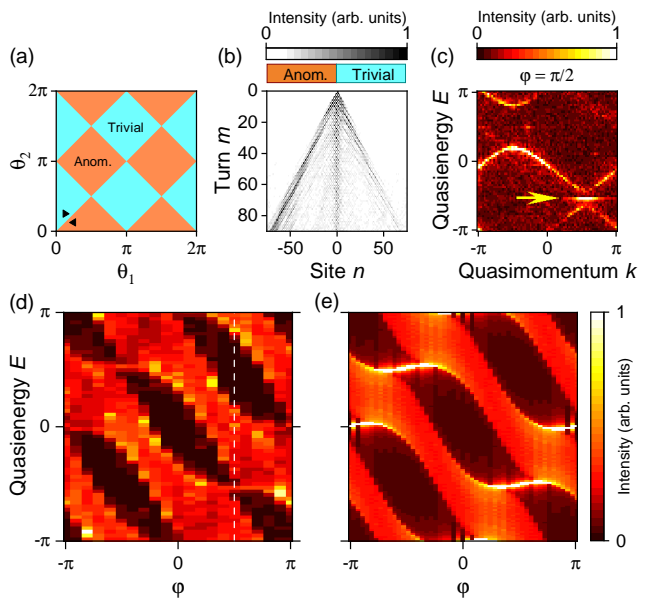 Intensity (arb. units)
0 1
Intensity (arb. units)
0 1
(a)
(b)
(c)
Anom. Trivial
φ = π/2
2π
π
0
θ2
Trivial
Anom.
0 π 2π
θ1
0
20
40
60
80
Turn m
-50 0 50
Site n
π
0
-π
Quasienergy E
-π 0 π
Quasimomentum k
(d)
(e)
π
0
-π
Quasienergy E
-π 0 π
φ
-π 0 π
φ
1
0
Intensity (arb. units)